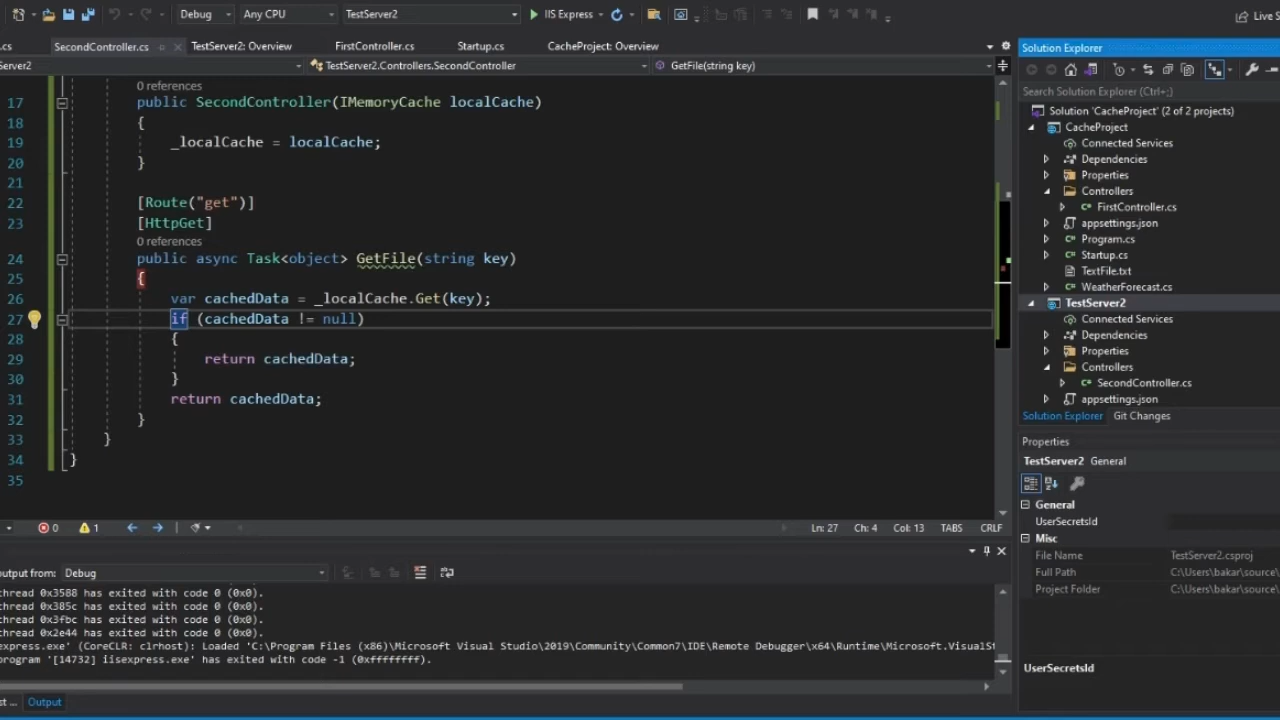 Debug
Any CPU
TestServer2
IIS Express
Live S
.cs
SecondController.cs
TestServer2: Overview
FirstController.cs
Startup.cs
CacheProject: Overview
Server2
TestServer2.Controllers.SecondController
GetFile(string key)
0 references
17 public SecondController(IMemoryCache localCache)
18 {
19 _localCache = localCache;
20 }
21
22 [Route("get")]
23 [HttpGet]
0 references
24 public async Task<object> GetFile(string key)
25 {
26 var cachedData = _localCache.Get(key);
27 if (cachedData != null)
28 {
29 return cachedData;
30 }
31 return cachedData;
32 }
33 }
34 }
35
0 1 Ln: 27 Ch: 4 Col: 13 TABS CRLF
output from: Debug
thread 0x3588 has exited with code 0 (0x0).
thread 0x385c has exited with code 0 (0x0).
thread 0x3fbc has exited with code 0 (0x0).
thread 0x2e44 has exited with code 0 (0x0).
express.exe' (CoreCLR: clrhost): Loaded 'C:\Program Files (x86)\Microsoft Visual Studio\2019\Community\Common7\IDE\Remote Debugger\x64\Runtime\Microsoft.VisualSt
program '[14732] iisexpress.exe' has exited with code -1 (0xffffffff).
st ...
Output
Solution Explorer
Search Solution Explorer (Ctrl+;)
Solution 'CacheProject' (2 of 2 projects)
CacheProject
Connected Services
Dependencies
Properties
Controllers
FirstController.cs
appsettings.json
Program.cs
Startup.cs
TextFile.txt
WeatherForecast.cs
TestServer2
Connected Services
Dependencies
Properties
Controllers
SecondController.cs
appsettings.json
Solution Explorer
Git Changes
Properties
TestServer2 General
General
UserSecretsId
Misc
File Name TestServer2.csproj
Full Path C:\Users\bakar\source\
Project Folder C:\Users\bakar\source\
UserSecretsId